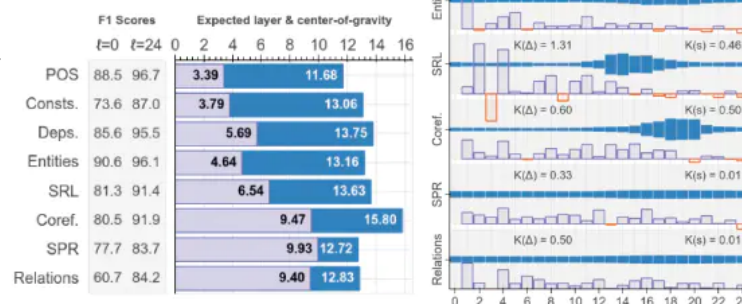 F1 Scores
Expected layer & center-of-gravity
ℓ=0 ℓ=24 0 2 4 6 8 10 12 14 16
POS 88.5 96.7 3.39 11.68
Consts. 73.6 87.0 3.79 13.06
Deps. 85.6 95.5 5.69 13.75
Entities 90.6 96.1 4.64 13.16
SRL 81.3 91.4 6.54 13.63
Coref. 80.5 91.9 9.47 15.80
SPR 77.7 83.7 9.93 12.72
Relations 60.7 84.2 9.40 12.83
SRL K(Δ) = 1.31 K(s) = 0.46
Coref. K(Δ) = 0.60 K(s) = 0.50
SPR K(Δ) = 0.33 K(s) = 0.01
Relations K(Δ) = 0.50 K(s) = 0.01
0 2 4 6 8 10 12 14 16 18 20 22